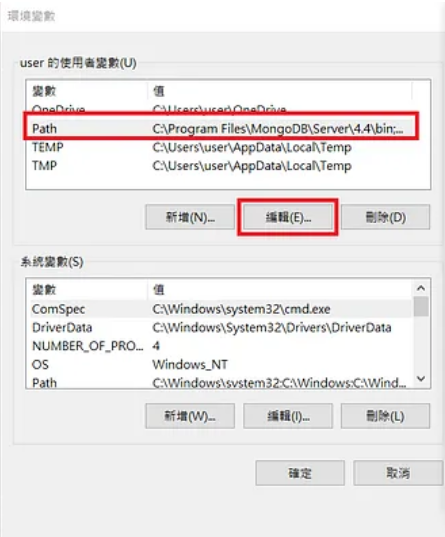 環境變數
user 的使用者變數(U)
變數 值
OneDrive C:\Users\user\OneDrive
Path C:\Program Files\MongoDB\Server\4.4\bin;...
TEMP C:\Users\user\AppData\Local\Temp
TMP C:\Users\user\AppData\Local\Temp
新增(N)... 編輯(E)... 刪除(D)
系統變數(S)
變數 值
ComSpec C:\Windows\system32\cmd.exe
DriverData C:\Windows\System32\Drivers\DriverData
NUMBER_OF_PRO... 4
OS Windows_NT
Path C:\Windows\system32;C:\Windows;C:\Wind...
新增(W)... 編輯(I)... 刪除(L)
確定 取消